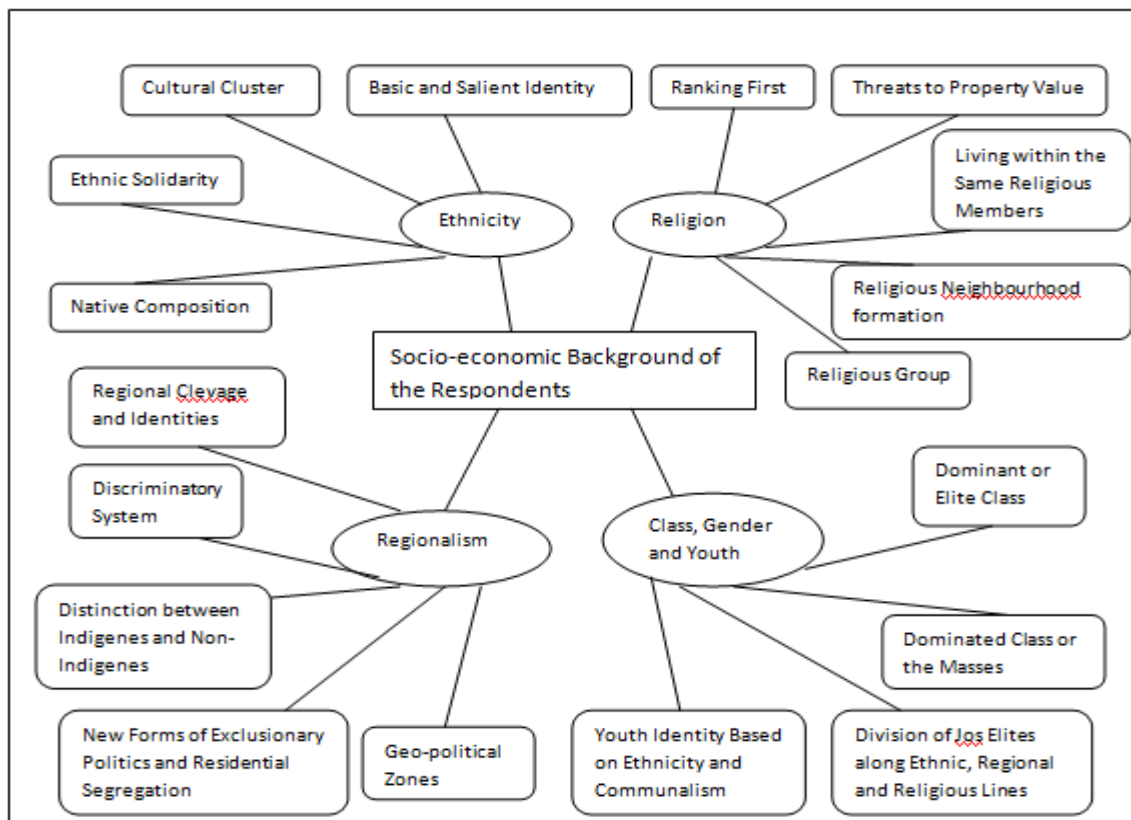 Cultural Cluster
Basic and Salient Identity
Ranking First
Threats to Property Value
Ethnic Solidarity
Ethnicity
Religion
Living within the
Same Religious
Members
Native Composition
Religious Neighbourhood
formation
Socio-economic Background of
the Respondents
Religious Group
Regional Clevage
and Identities
Discriminatory
System
Regionalism
Class, Gender
and Youth
Dominant or
Elite Class
Distinction between
Indigenes and Non-
Indigenes
Dominated Class or
the Masses
New Forms of Exclusionary
Politics and Residential
Segregation
Geo-political
Zones
Youth Identity Based
on Ethnicity and
Communalism
Division of Jos Elites
along Ethnic, Regional
and Religious Lines